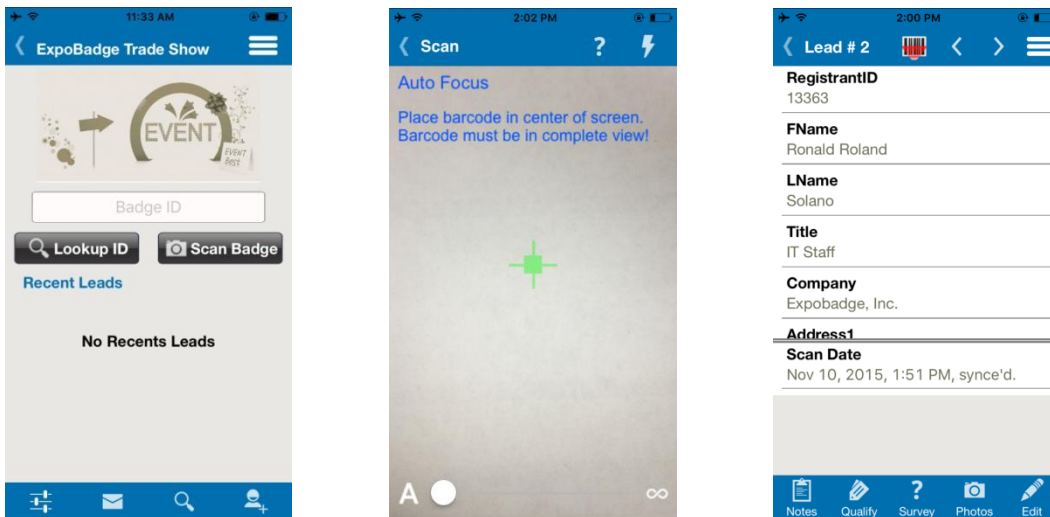 11:33 AM
ExpoBadge Trade Show
EVENT
EVENT
Best
Badge ID
Lookup ID
Scan Badge
Recent Leads
No Recents Leads
2:02 PM
Scan
?
Auto Focus
Place barcode in center of screen.
Barcode must be in complete view!
A
∞
2:00 PM
Lead # 2
RegistrantID
13363
FName
Ronald Roland
LName
Solano
Title
IT Staff
Company
Expobadge, Inc.
Address1
Scan Date
Nov 10, 2015, 1:51 PM, synce'd.
Notes Qualify Survey Photos Edit